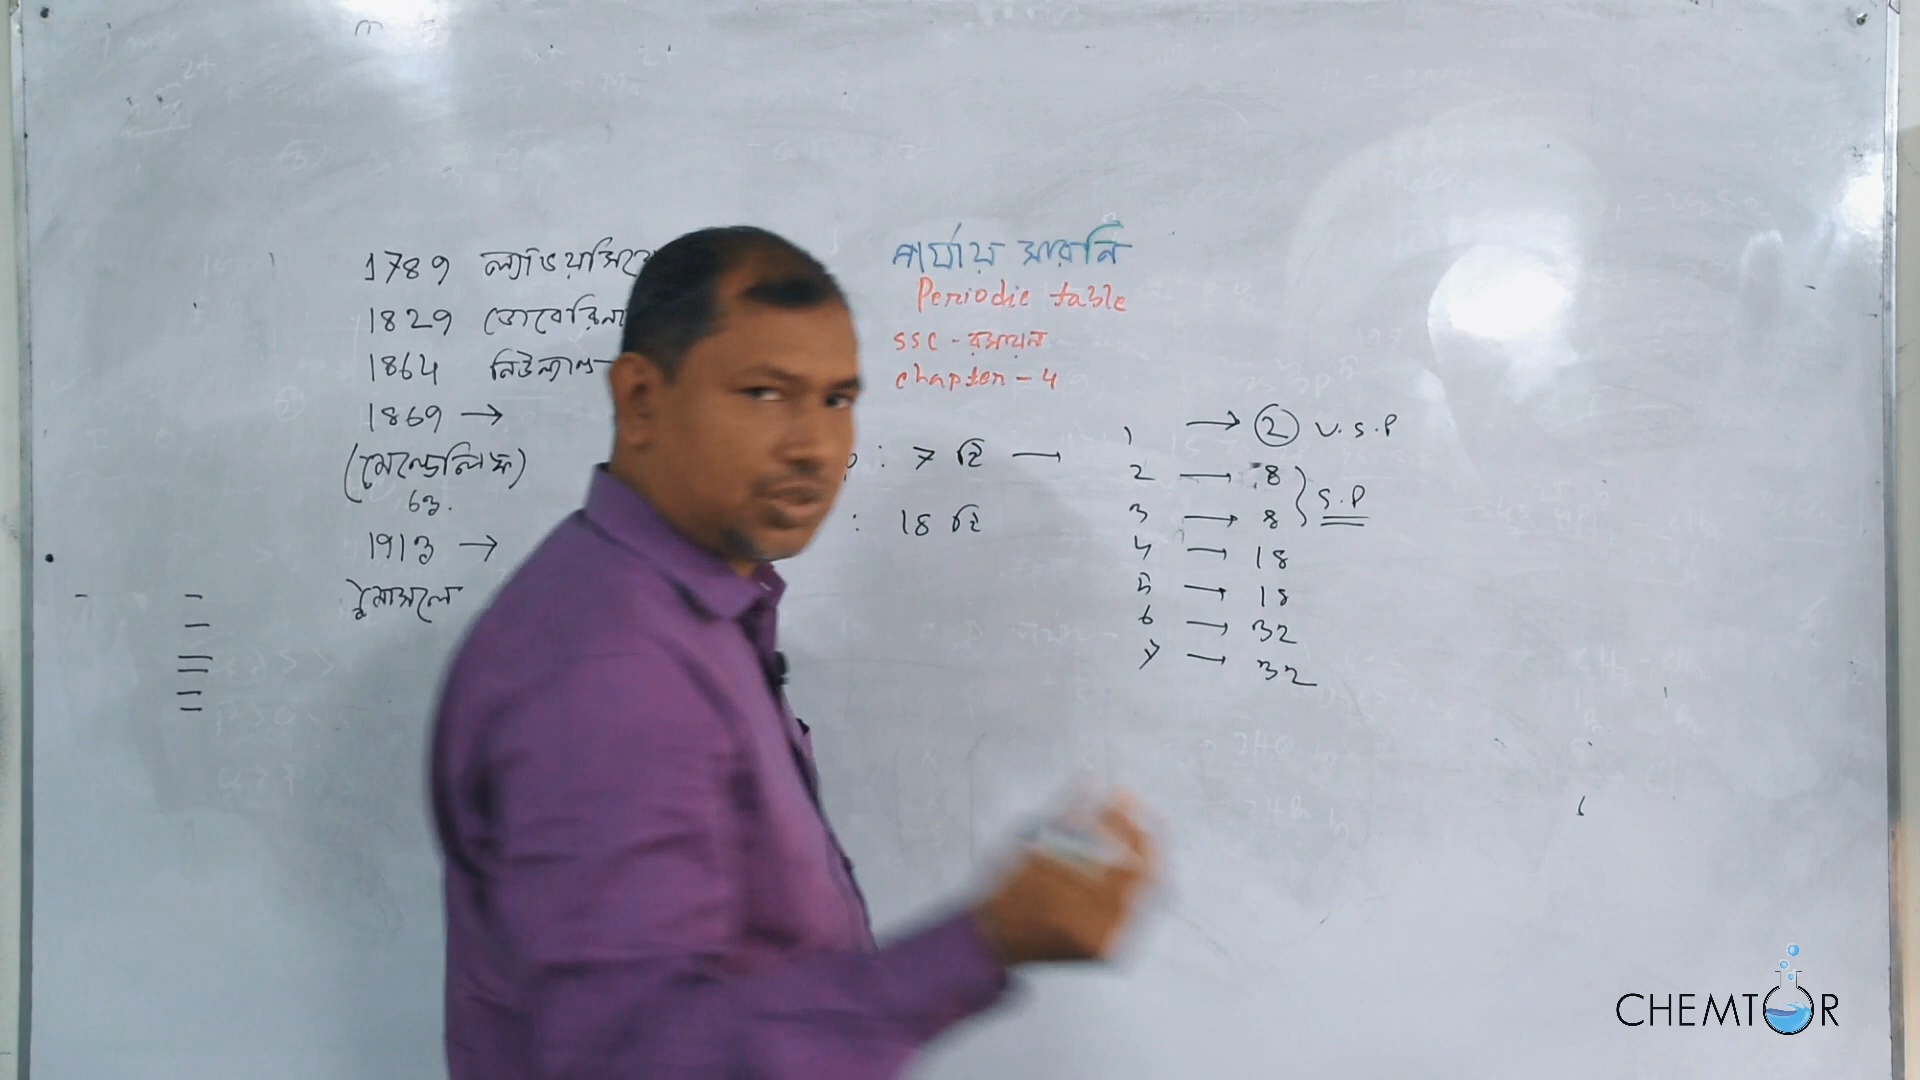 1789 ল্যাভয়সিয়ে
1829 ডোবেরিনা
1864 নিউল্যান্ড
1869 →
(মেন্ডেলিফ)
63.
1913 →
মোসলে
পর্যায় সারনি
Periodic table
SSC - রসায়ন
chapter - 4
: 7 টি →
: 18 টি
1 → 2 V.S.P
2 → 8
3 → 8
S.P
4 → 18
5 → 18
6 → 32
7 → 32
CHEMTOR